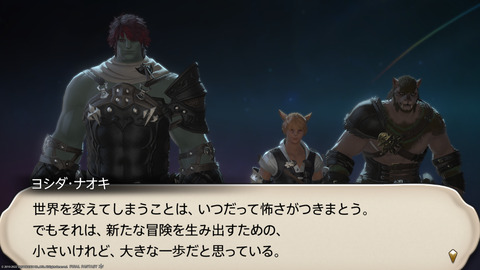 ヨシダ・ナオキ
世界を変えてしまうことは、いつだって怖さがつきまとう。
でもそれは、新たな冒険を生み出すための、
小さいけれど、大きな一歩だと思っている。